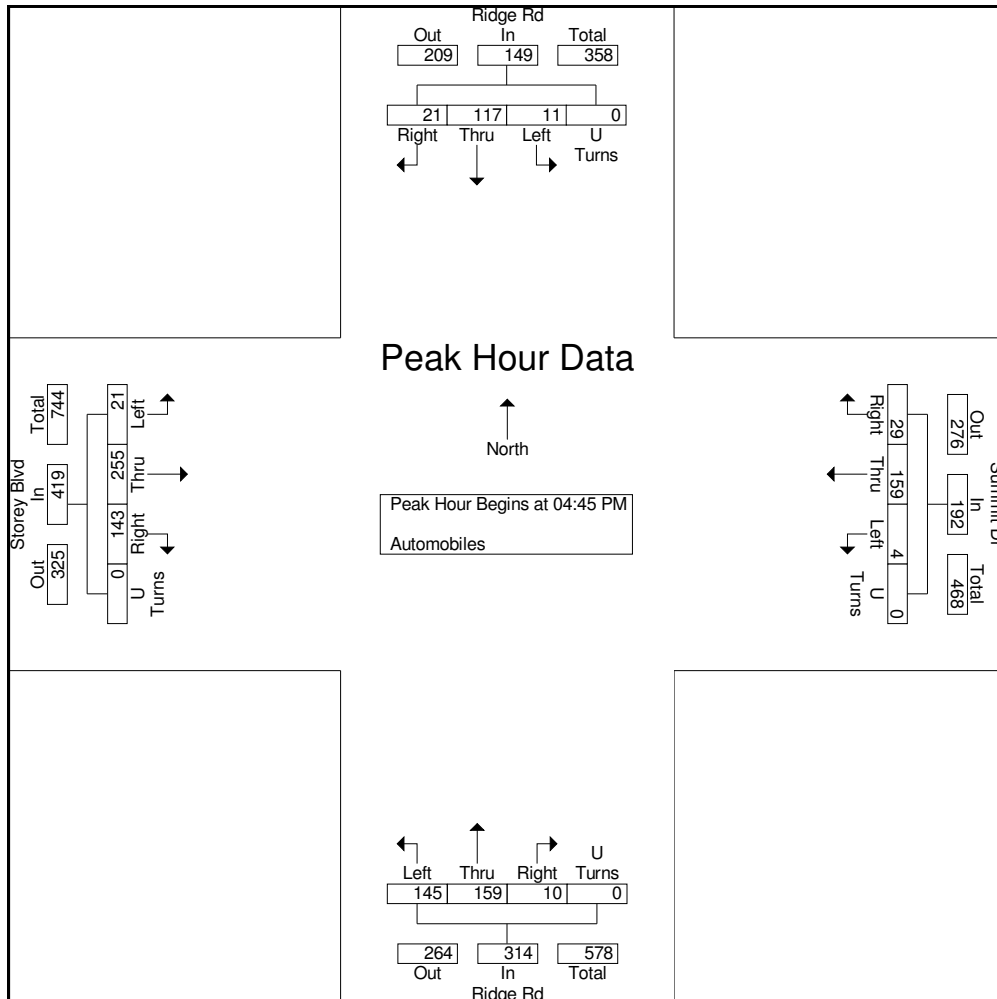 Ridge Rd
Out In Total
209 149 358
21 117 11 0
Right Thru Left U Turns
Peak Hour Data
North
Peak Hour Begins at 04:45 PM
Automobiles
Storey Blvd
Total In Out
744 419 325
21 255 143 0
Left Thru Right U Turns
Summit Dr
Out In Total
276 192 468
29 159 4 0
Right Thru Left U Turns
Left Thru Right U Turns
145 159 10 0
264 314 578
Out In Total
Ridge Rd